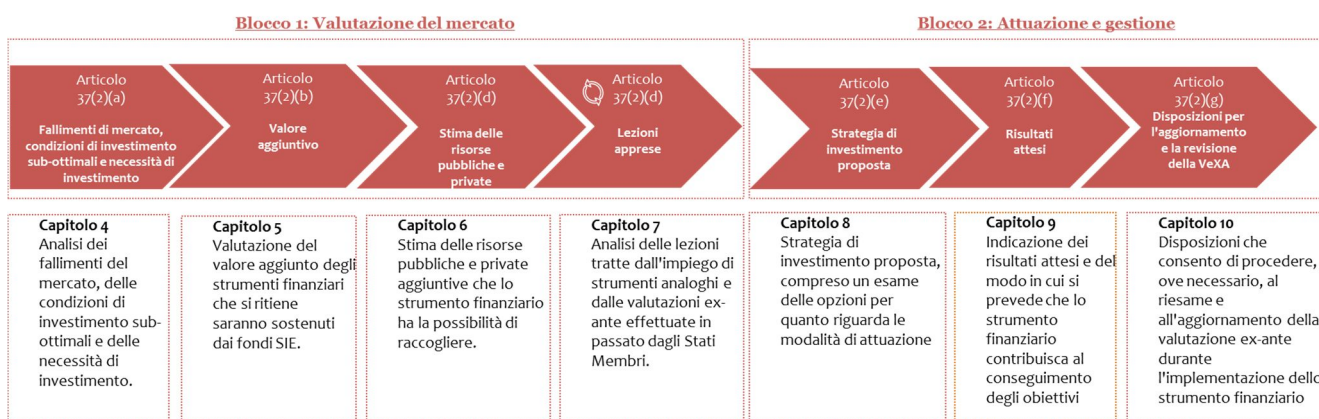 Blocco 1: Valutazione del mercato
Blocco 2: Attuazione e gestione
Articolo
37(2)(a)
Fallimenti di mercato,
condizioni di investimento
sub-ottimali e necessità di
investimento
Articolo
37(2)(b)
Valore
aggiuntivo
Articolo
37(2)(d)
Stima delle
risorse
pubbliche e
private
Articolo
37(2)(d)
Lezioni
apprese
Articolo
37(2)(e)
Strategia di
investimento
proposta
Articolo
37(2)(f)
Risultati
attesi
Articolo
37(2)(g)
Disposizioni per
l'aggiornamento
e la revisione
della VeXA
Capitolo 4
Analisi dei
fallimenti del
mercato, delle
condizioni di
investimento sub-
ottimali e delle
necessità di
investimento.
Capitolo 5
Valutazione del
valore aggiunto degli
strumenti finanziari
che si ritiene
saranno sostenuti
dai fondi SIE.
Capitolo 6
Stima delle risorse
pubbliche e private
aggiuntive che lo
strumento finanziario
ha la possibilità di
raccogliere.
Capitolo 7
Analisi delle lezioni
tratte dall'impiego di
strumenti analoghi e
dalle valutazioni ex-
ante effettuate in
passato dagli Stati
Membri.
Capitolo 8
Strategia di
investimento proposta,
compreso un esame
delle opzioni per
quanto riguarda le
modalità di attuazione
Capitolo 9
Indicazione dei
risultati attesi e del
modo in cui si
prevede che lo
strumento
finanziario
contribuisca al
conseguimento
degli obiettivi
Capitolo 10
Disposizioni che
consento di procedere,
ove necessario, al
riesame e
all'aggiornamento della
valutazione ex-ante
durante
l'implementazione dello
strumento finanziario